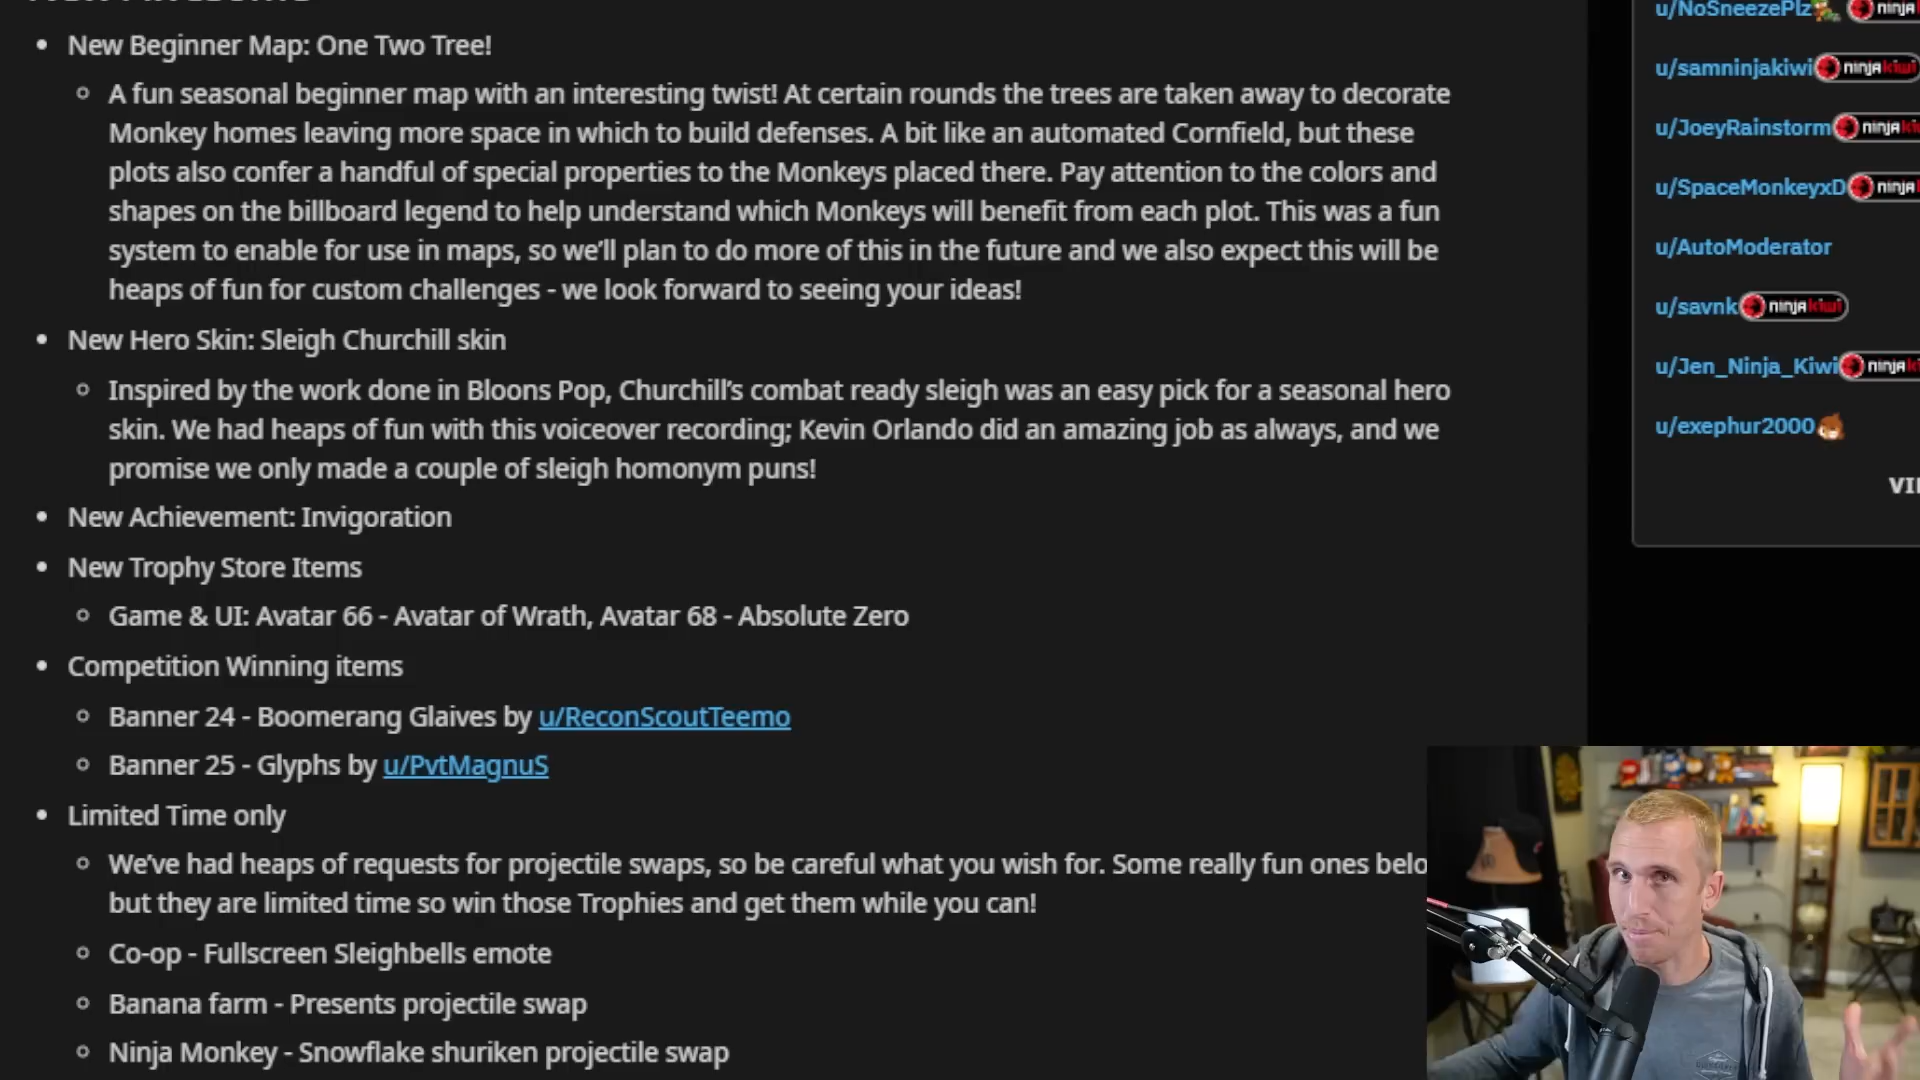 New Beginner Map: One Two Tree!
A fun seasonal beginner map with an interesting twist! At certain rounds the trees are taken away to decorate
Monkey homes leaving more space in which to build defenses. A bit like an automated Cornfield, but these
plots also confer a handful of special properties to the Monkeys placed there. Pay attention to the colors and
shapes on the billboard legend to help understand which Monkeys will benefit from each plot. This was a fun
system to enable for use in maps, so we'll plan to do more of this in the future and we also expect this will be
heaps of fun for custom challenges - we look forward to seeing your ideas!
New Hero Skin: Sleigh Churchill skin
Inspired by the work done in Bloons Pop, Churchill's combat ready sleigh was an easy pick for a seasonal hero
skin. We had heaps of fun with this voiceover recording; Kevin Orlando did an amazing job as always, and we
promise we only made a couple of sleigh homonym puns!
New Achievement: Invigoration
New Trophy Store Items
Game & UI: Avatar 66 - Avatar of Wrath, Avatar 68 - Absolute Zero
Competition Winning items
Banner 24 - Boomerang Glaives by u/ReconScoutTeemo
Banner 25 - Glyphs by u/PvtMagnuS
Limited Time only
We've had heaps of requests for projectile swaps, so be careful what you wish for. Some really fun ones belo
but they are limited time so win those Trophies and get them while you can!
Co-op - Fullscreen Sleighbells emote
Banana farm - Presents projectile swap
Ninja Monkey - Snowflake shuriken projectile swap
u/NoSneezePlz ninja
u/samninjakiwi ninjakiwi
u/JoeyRainstorm ninja
u/SpaceMonkeyxD ninja
u/AutoModerator
u/savnk ninjakiwi
u/Jen_Ninja_Kiwi ninja
u/exephur2000
VI